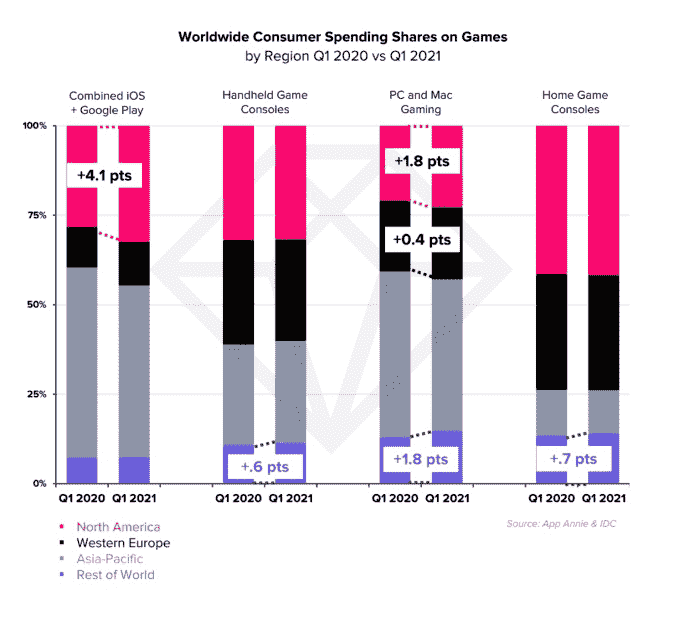 Worldwide Consumer Spending Shares on Games
by Region Q1 2020 vs Q1 2021
Combined iOS
+ Google Play
Handheld Game
Consoles
PC and Mac
Gaming
Home Game
Consoles
100%
75%
50%
25%
0%
+4.1 pts
+.6 pts
+1.8 pts
+0.4 pts
+1.8 pts
+.7 pts
Q1 2020 Q1 2021 Q1 2020 Q1 2021 Q1 2020 Q1 2021 Q1 2020 Q1 2021
North America
Western Europe
Asia-Pacific
Rest of World
Source: App Annie & IDC